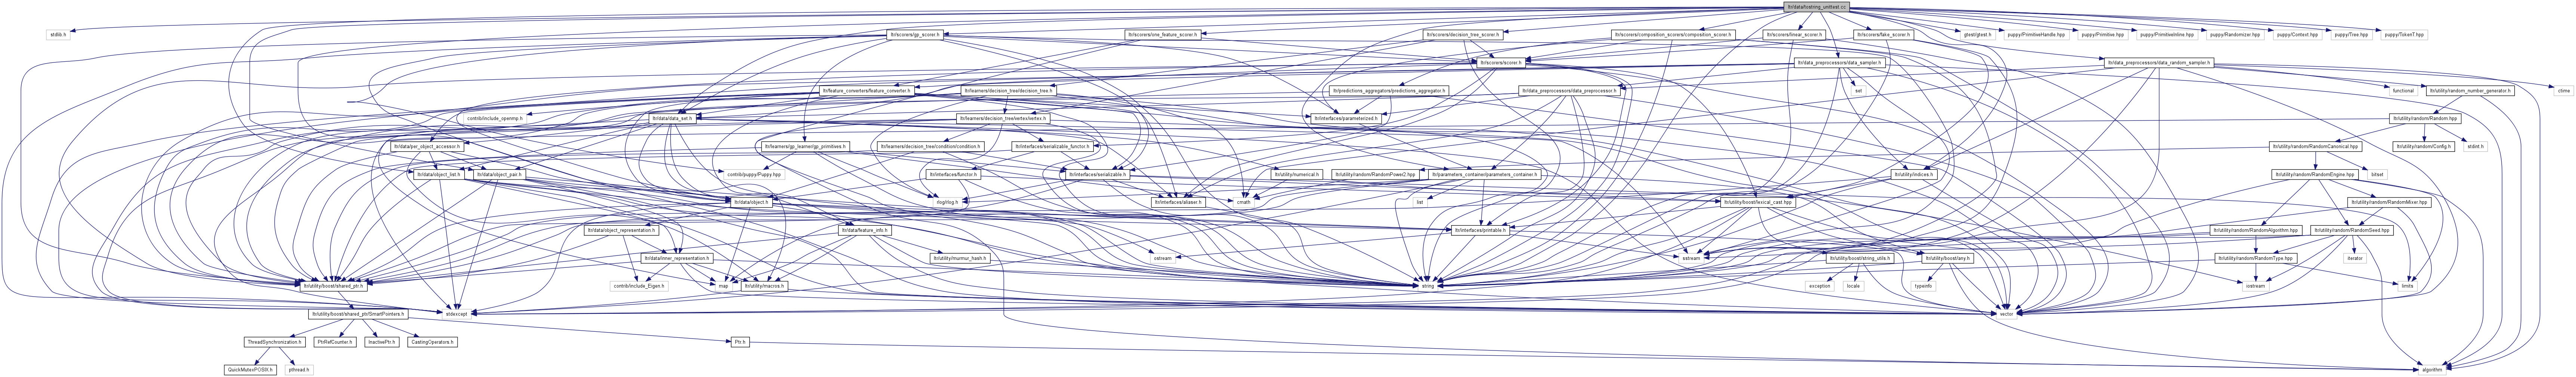 ltr/data/tostring_unittest.cc
stdlib.h
ltr/scorers/gp_scorer.h
ltr/scorers/one_feature_scorer.h
ltr/scorers/decision_tree_scorer.h
ltr/scorers/composition_scorers/composition_scorer.h
ltr/scorers/linear_scorer.h
ltr/scorers/fake_scorer.h
gtest/gtest.h
puppy/PrimitiveHandle.hpp
puppy/Primitive.hpp
puppy/PrimitiveInline.hpp
puppy/Randomizer.hpp
puppy/Context.hpp
puppy/Tree.hpp
puppy/TokenT.hpp
ltr/scorers/scorer.h
ltr/data_preprocessors/data_sampler.h
ltr/data_preprocessors/data_random_sampler.h
ltr/feature_converters/feature_converter.h
ltr/learners/decision_tree/decision_tree.h
ltr/predictions_aggregators/predictions_aggregator.h
ltr/data_preprocessors/data_preprocessor.h
set
functional
ltr/utility/random_number_generator.h
ctime
contrib/include_openmp.h
ltr/data/data_set.h
ltr/learners/decision_tree/vertex/vertex.h
ltr/interfaces/parameterized.h
ltr/utility/random/Random.hpp
ltr/data/per_object_accessor.h
ltr/learners/gp_learner/gp_primitives.h
ltr/learners/decision_tree/condition/condition.h
ltr/interfaces/serializable_functor.h
ltr/utility/random/RandomCanonical.hpp
ltr/utility/random/Config.h
stdint.h
ltr/data/object_list.h
ltr/data/object_pair.h
contrib/puppy/Puppy.hpp
ltr/interfaces/functor.h
ltr/interfaces/serializable.h
ltr/utility/numerical.h
ltr/utility/random/RandomPower2.hpp
ltr/parameters_container/parameters_container.h
ltr/utility/indices.h
ltr/utility/random/RandomEngine.hpp
bitset
ltr/data/object.h
rlog/rlog.h
ltr/interfaces/aliaser.h
cmath
list
ltr/utility/boost/lexical_cast.hpp
ltr/utility/random/RandomMixer.hpp
ltr/data/object_representation.h
ltr/data/feature_info.h
ltr/interfaces/printable.h
ltr/utility/random/RandomAlgorithm.hpp
ltr/utility/random/RandomSeed.hpp
ltr/data/inner_representation.h
ltr/utility/murmur_hash.h
ostream
sstream
ltr/utility/boost/string_utils.h
ltr/utility/boost/any.h
ltr/utility/random/RandomType.hpp
iterator
ltr/utility/boost/shared_ptr.h
contrib/include_Eigen.h
map
ltr/utility/macros.h
string
exception
locale
typeinfo
iostream
limits
ltr/utility/boost/shared_ptr/SmartPointers.h
stdexcept
vector
ThreadSynchronization.h
PtrRefCounter.h
InactivePtr.h
CastingOperators.h
Ptr.h
QuickMutexPOSIX.h
pthread.h
algorithm